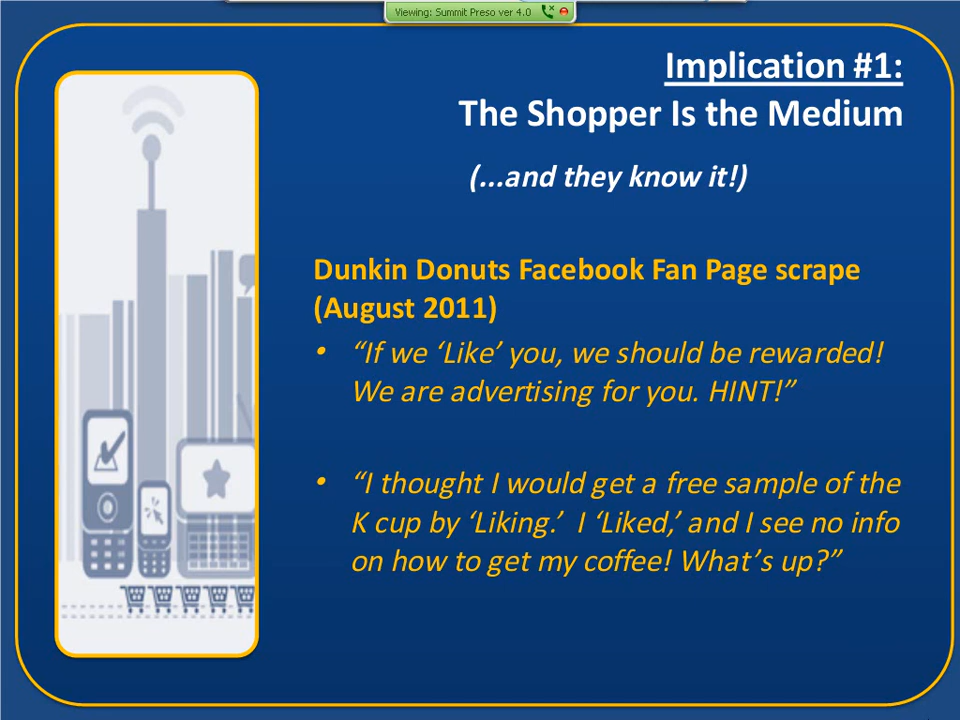 Viewing: Summit Preso ver 4.0
Implication #1:
The Shopper Is the Medium
(...and they know it!)
Dunkin Donuts Facebook Fan Page scrape
(August 2011)
• “If we ‘Like’ you, we should be rewarded!
We are advertising for you. HINT!”
• “I thought I would get a free sample of the
K cup by ‘Liking.’  I ‘Liked,’ and I see no info
on how to get my coffee! What’s up?”